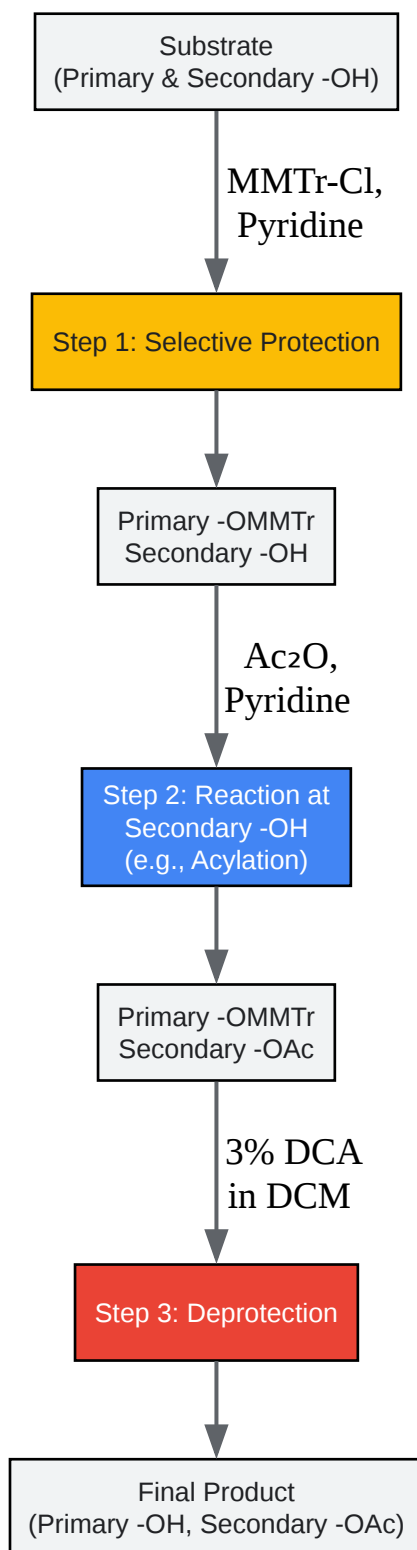 Substrate
(Primary & Secondary -OH)
MMTr-Cl,
Pyridine
Step 1: Selective Protection
Primary -OMMTr
Secondary -OH
Ac₂O,
Pyridine
Step 2: Reaction at
Secondary -OH
(e.g., Acylation)
Primary -OMMTr
Secondary -OAc
3% DCA
in DCM
Step 3: Deprotection
Final Product
(Primary -OH, Secondary -OAc)